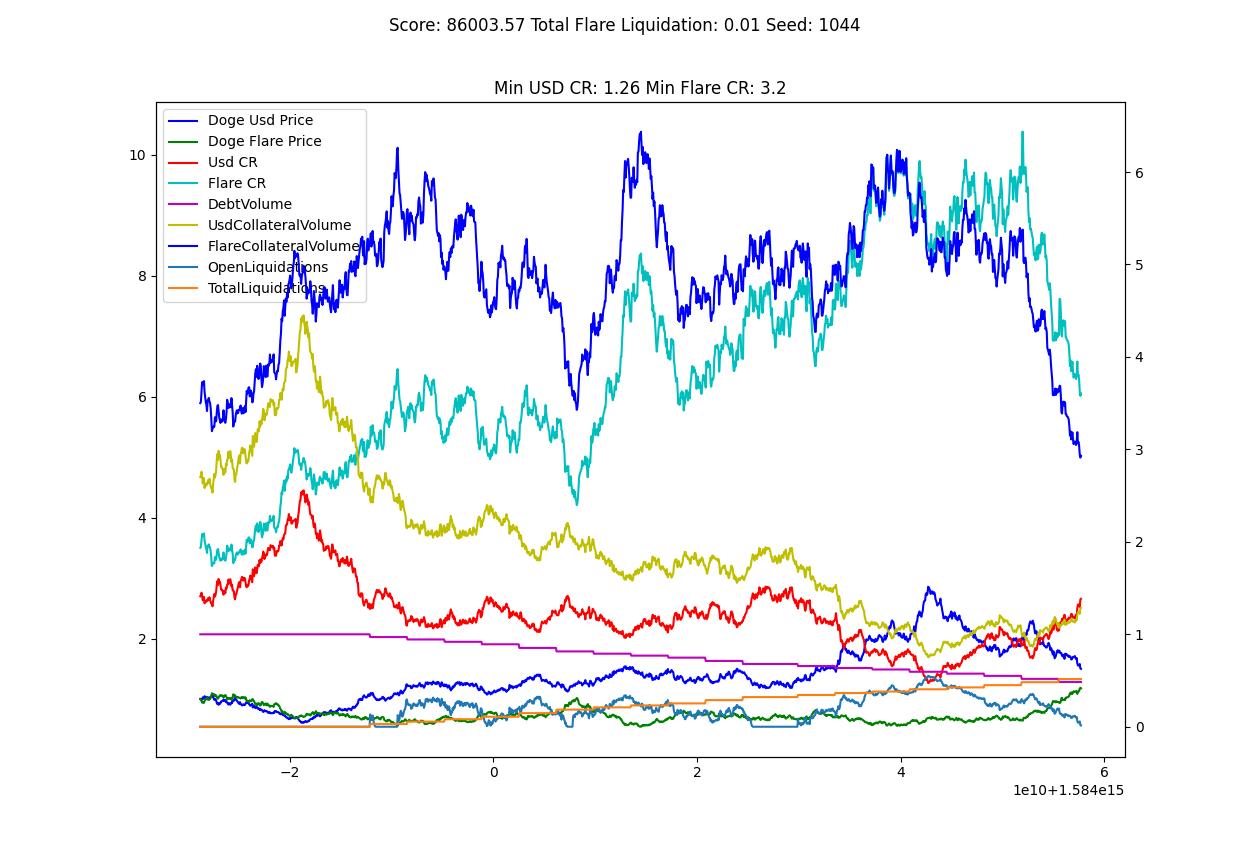 Score: 86003.57 Total Flare Liquidation: 0.01 Seed: 1044
Min USD CR: 1.26 Min Flare CR: 3.2
Doge Usd Price
Doge Flare Price
Usd CR
Flare CR
DebtVolume
UsdCollateralVolume
FlareCollateralVolume
OpenLiquidations
TotalLiquidations
10
8
6
4
2
6
5
4
3
2
1
0
−2
0
2
4
6
1e10+1.584e15